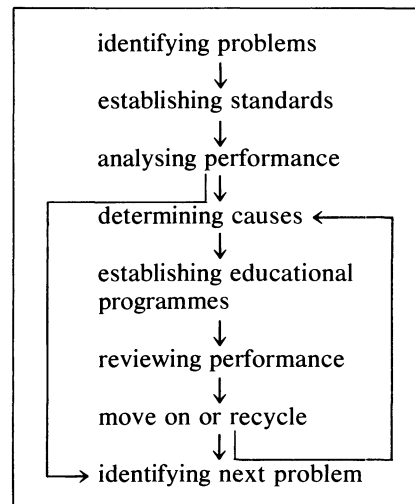 identifying problems
establishing standards
analysing performance
determining causes
establishing educational
programmes
reviewing performance
move on or recycle
identifying next problem